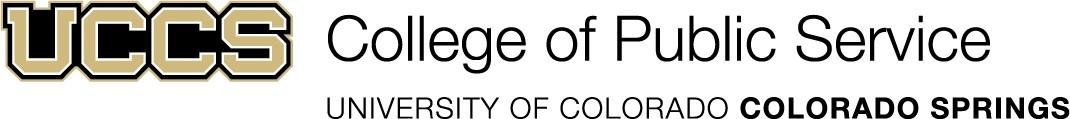 UCCS
College of Public Service
UNIVERSITY OF COLORADO COLORADO SPRINGS